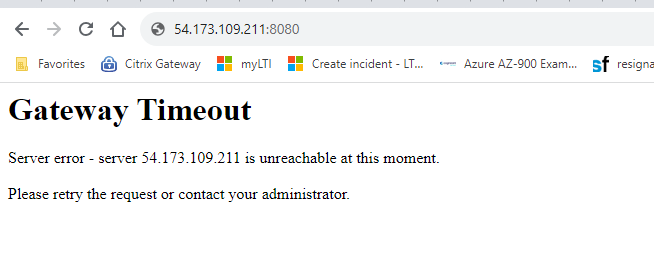 54.173.109.211:8080
Favorites Citrix Gateway myLTI Create incident - LT... Azure AZ-900 Exam... sf resigna
Gateway Timeout
Server error - server 54.173.109.211 is unreachable at this moment.
Please retry the request or contact your administrator.